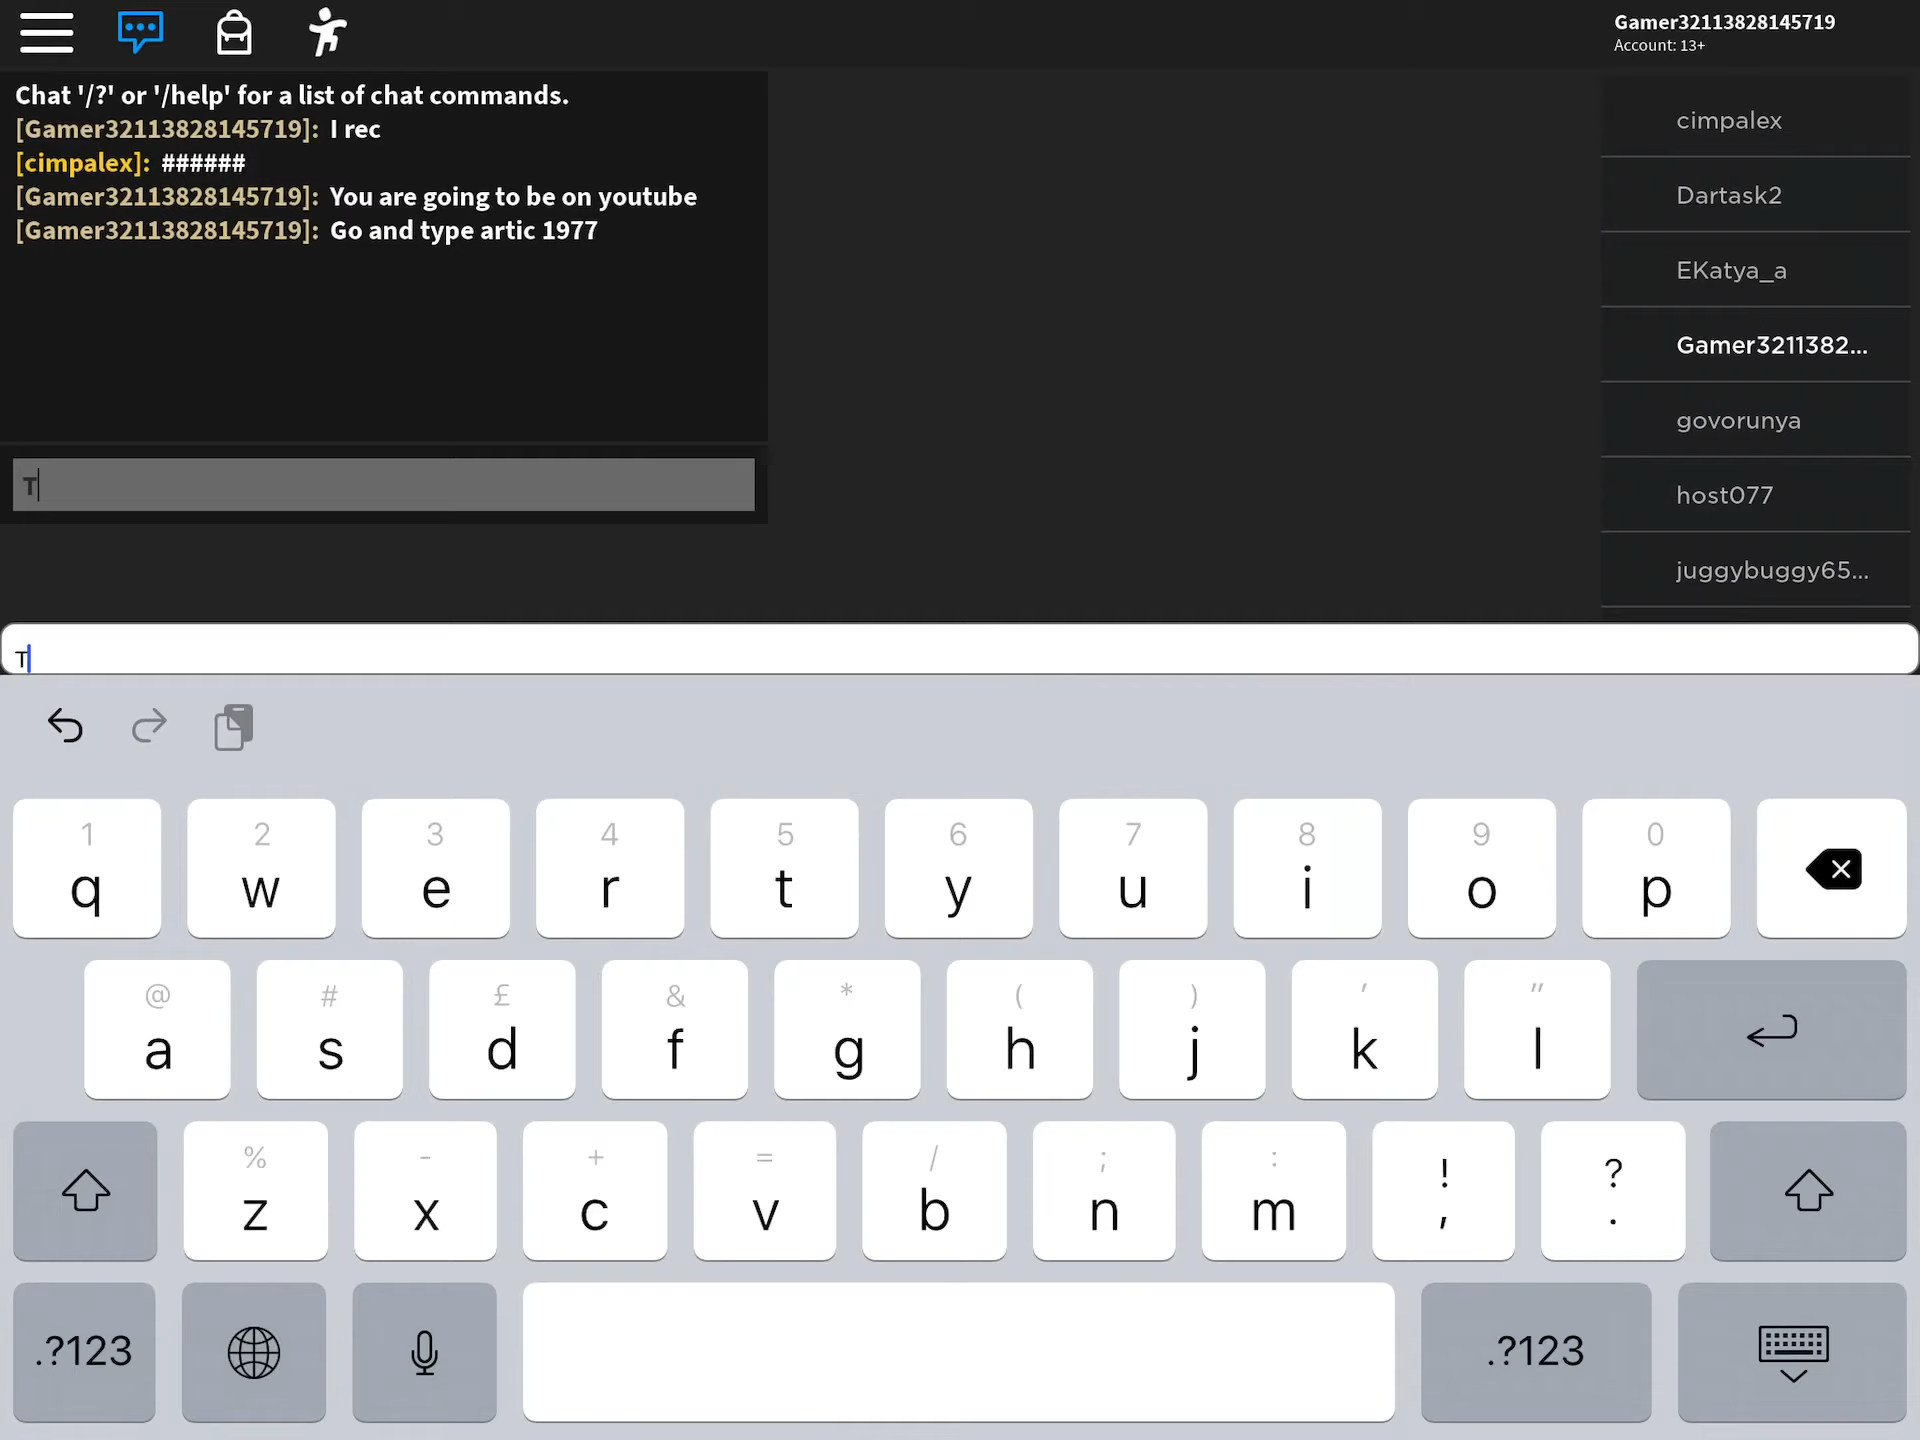 Gamer32113828145719
Account: 13+
Chat '/?' or '/help' for a list of chat commands.
[Gamer32113828145719]: I rec
[cimpalex]: ######
[Gamer32113828145719]: You are going to be on youtube
[Gamer32113828145719]: Go and type artic 1977
T
cimpalex
Dartask2
EKatya_a
Gamer3211382...
govorunya
host077
juggybuggy65...
T
1 2 3 4 5 6 7 8 9 0
q w e r t y u i o p
@ # £ & * ( ) ' "
a s d f g h j k l
% - + = / ; : ! ?
z x c v b n m , .
.?123 .?123